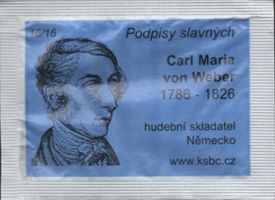 16/16
Podpisy slavných
Carl Maria
von Weber
1786 - 1826
hudební skladatel
Německo
www.ksbc.cz